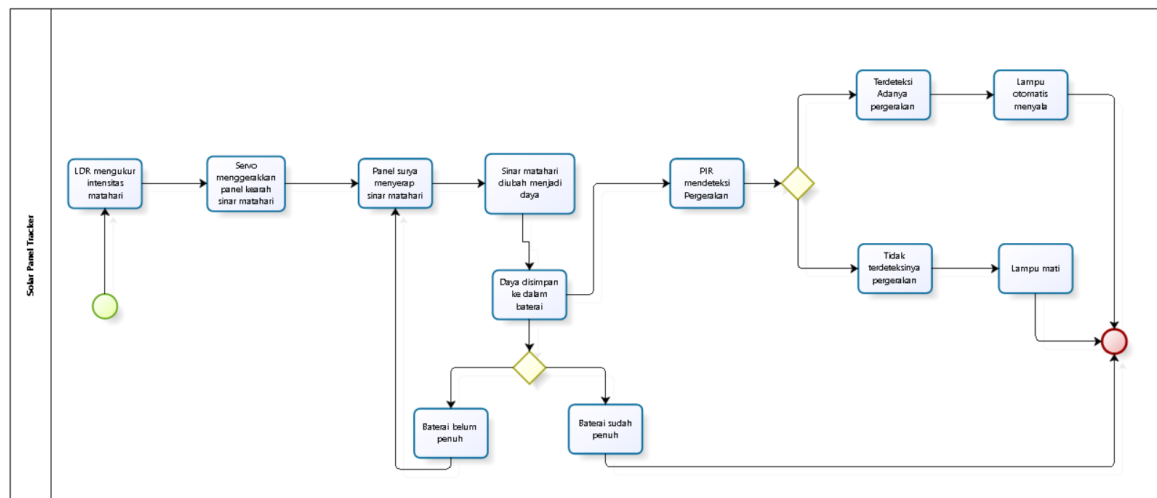 Solar Panel Tracker
LDR mengukur
intensitas
matahari
Servo
menggerakkan
panel kearah
sinar matahari
Panel surya
menyerap
sinar matahari
Sinar matahari
diubah menjadi
daya
Daya disimpan
ke dalam
baterai
Baterai belum
penuh
Baterai sudah
penuh
PIR
mendeteksi
Pergerakan
Terdeteksi
Adanya
pergerakan
Lampu
otomatis
menyala
Tidak
terdeteksinya
pergerakan
Lampu mati